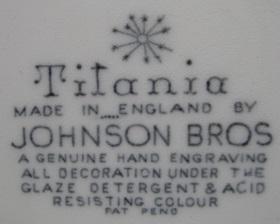 Titania
MADE IN ENGLAND BY
JOHNSON BROS
A GENUINE HAND ENGRAVING
ALL DECORATION UNDER THE
GLAZE DETERGENT & ACID
RESISTING COLOUR
PAT PEND